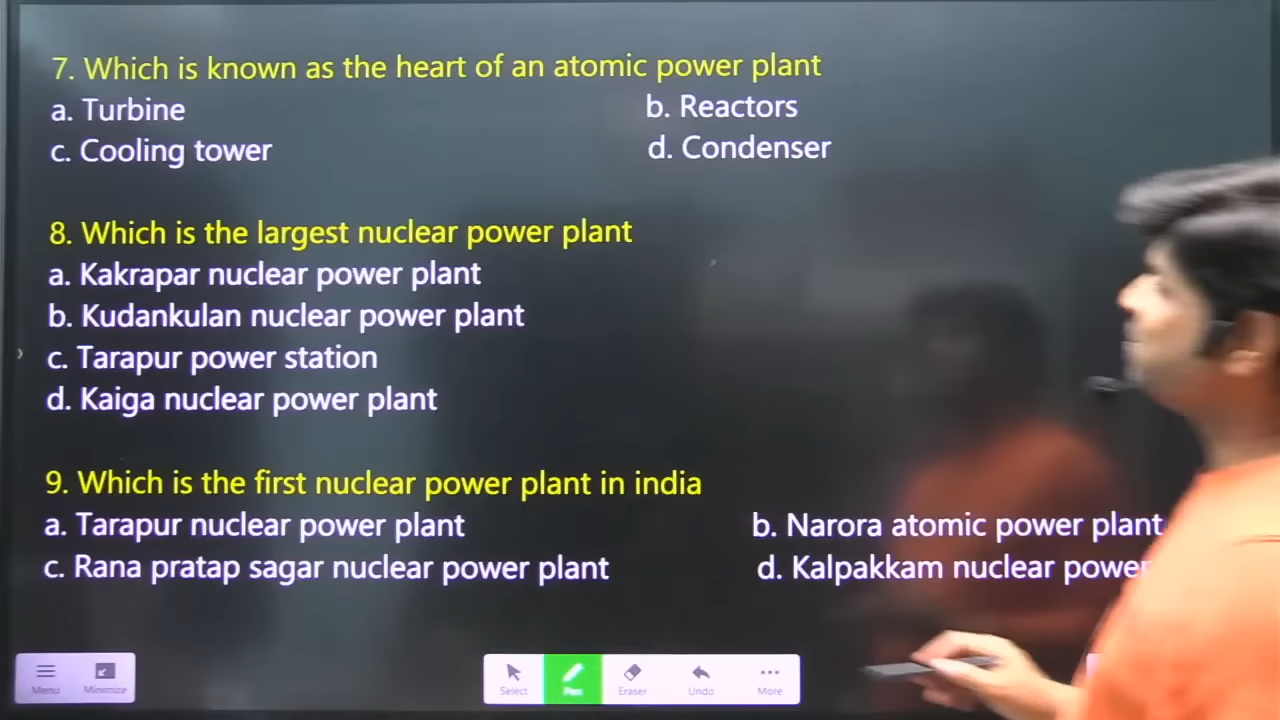 7. Which is known as the heart of an atomic power plant
a. Turbine b. Reactors
c. Cooling tower d. Condenser
8. Which is the largest nuclear power plant
a. Kakrapar nuclear power plant
b. Kudankulan nuclear power plant
c. Tarapur power station
d. Kaiga nuclear power plant
9. Which is the first nuclear power plant in india
a. Tarapur nuclear power plant b. Narora atomic power plant
c. Rana pratap sagar nuclear power plant d. Kalpakkam nuclear power
Menu Minimize Select Pen Eraser Undo More